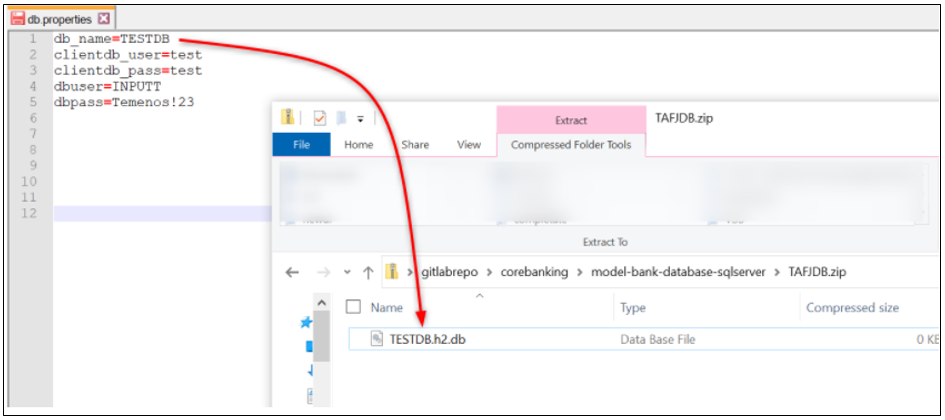 db.properties
1 db_name=TESTDB
2 clientdb_user=test
3 clientdb_pass=test
4 dbuser=INPUTT
5 dbpass=Temenos!23
6
7
8
9
10
11
12
Extract
TAFJDB.zip
File Home Share View Compressed Folder Tools
Extract To
gitlabrepo > corebanking > model-bank-database-sqlserver > TAFJDB.zip
Name Type Compressed size
TESTDB.h2.db Data Base File 0 KB